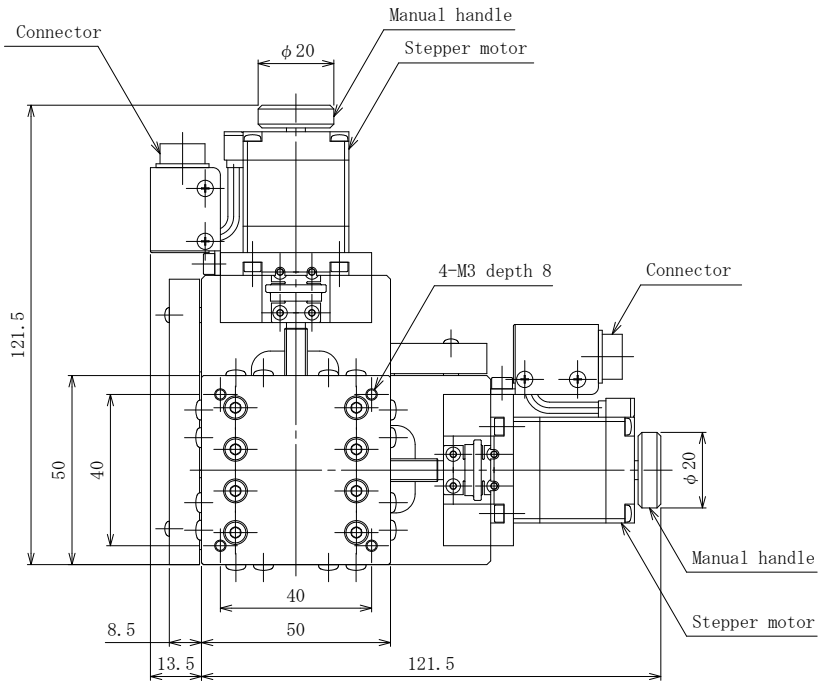 Manual handle
Connector
φ20
Stepper motor
4-M3 depth 8
Connector
121.5
50
40
φ20
Manual handle
40
Stepper motor
8.5
50
13.5
121.5